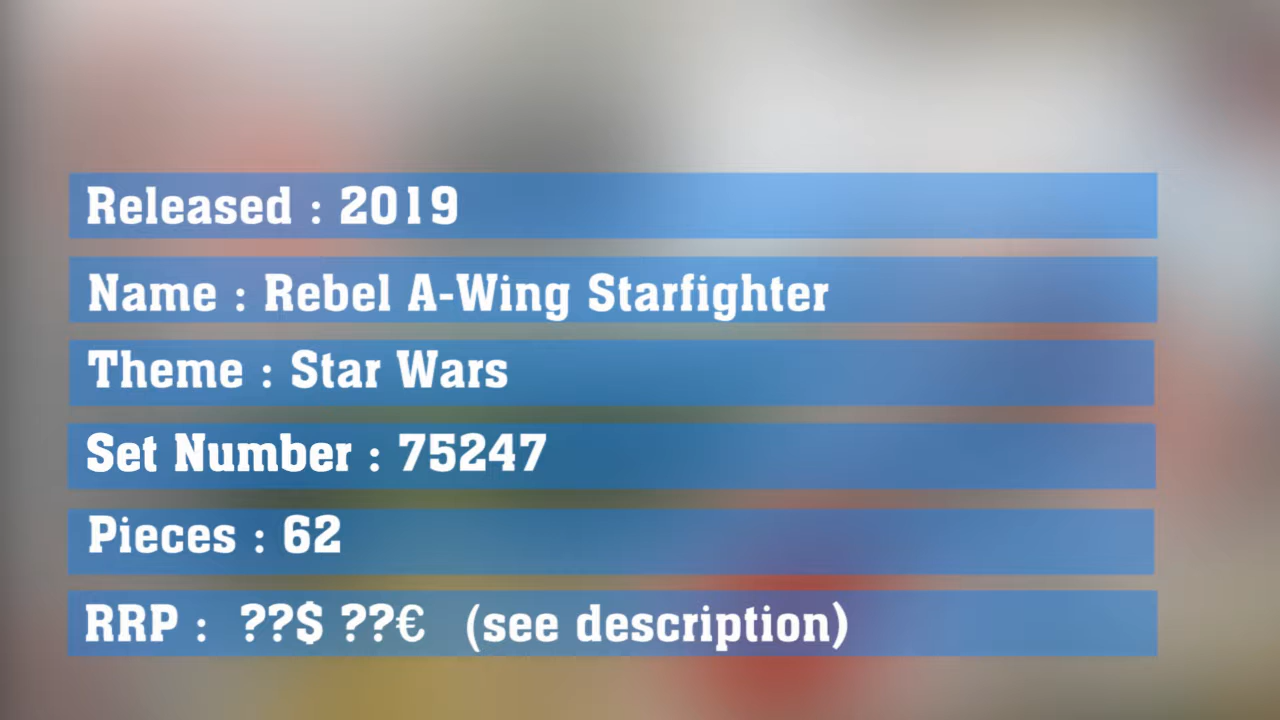 Released : 2019
Name : Rebel A-Wing Starfighter
Theme : Star Wars
Set Number : 75247
Pieces : 62
RRP :  ??$ ??€  (see description)